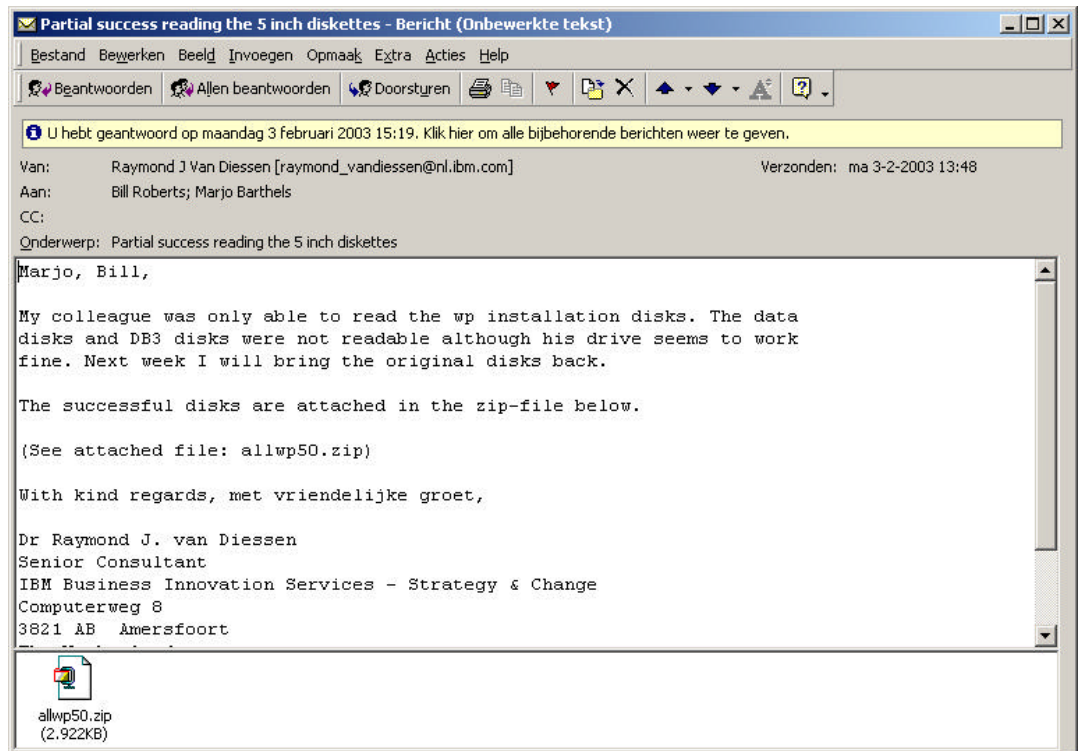 Partial success reading the 5 inch diskettes - Bericht (Onbewerkte tekst)
Bestand Bewerken Beeld Invoegen Opmaak Extra Acties Help
Beantwoorden Allen beantwoorden Doorsturen
U hebt geantwoord op maandag 3 februari 2003 15:19. Klik hier om alle bijbehorende berichten weer te geven.
Van: Raymond J Van Diessen [raymond_vandiessen@nl.ibm.com] Verzonden: ma 3-2-2003 13:48
Aan: Bill Roberts; Marjo Barthels
CC:
Onderwerp: Partial success reading the 5 inch diskettes
Marjo, Bill,
My colleague was only able to read the wp installation disks. The data
disks and DB3 disks were not readable although his drive seems to work
fine. Next week I will bring the original disks back.
The successful disks are attached in the zip-file below.
(See attached file: allwp50.zip)
With kind regards, met vriendelijke groet,
Dr Raymond J. van Diessen
Senior Consultant
IBM Business Innovation Services - Strategy & Change
Computerweg 8
3821 AB Amersfoort
allwp50.zip
(2.922KB)